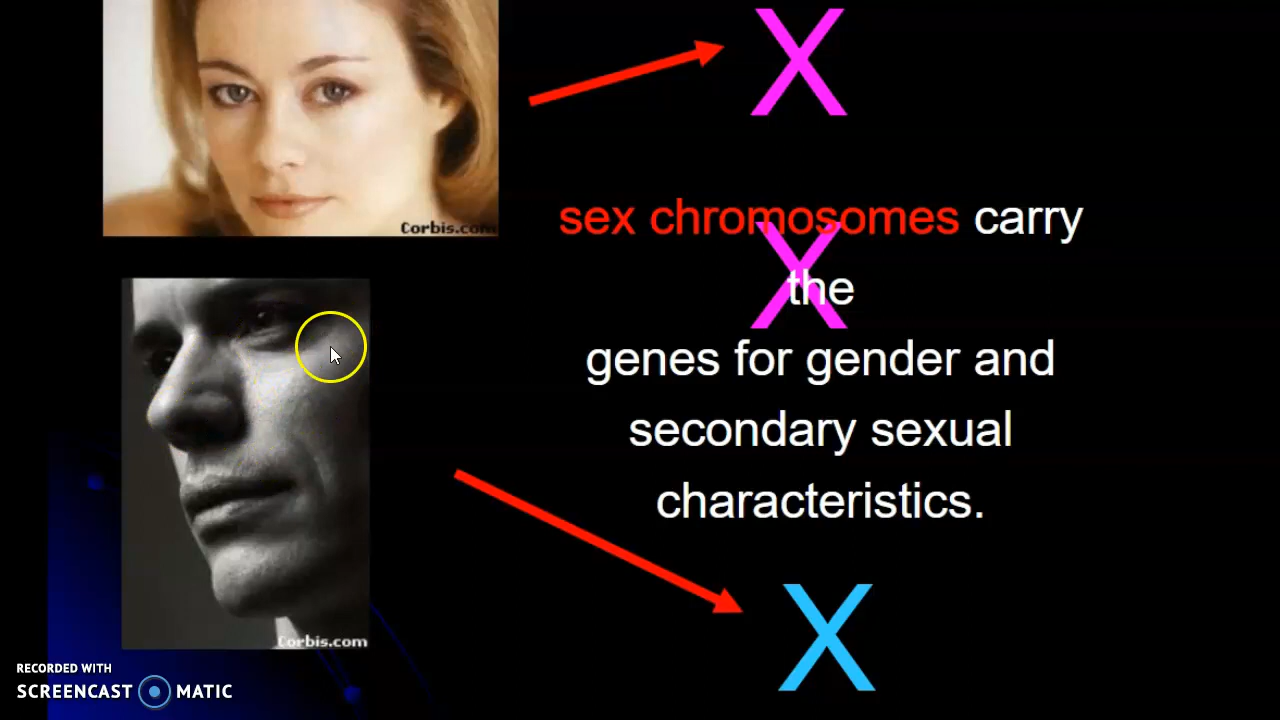 X
Corbis.com
sex chromosomes carry
X
the
genes for gender and
secondary sexual
characteristics.
X
Corbis.com
RECORDED WITH
SCREENCAST MATIC